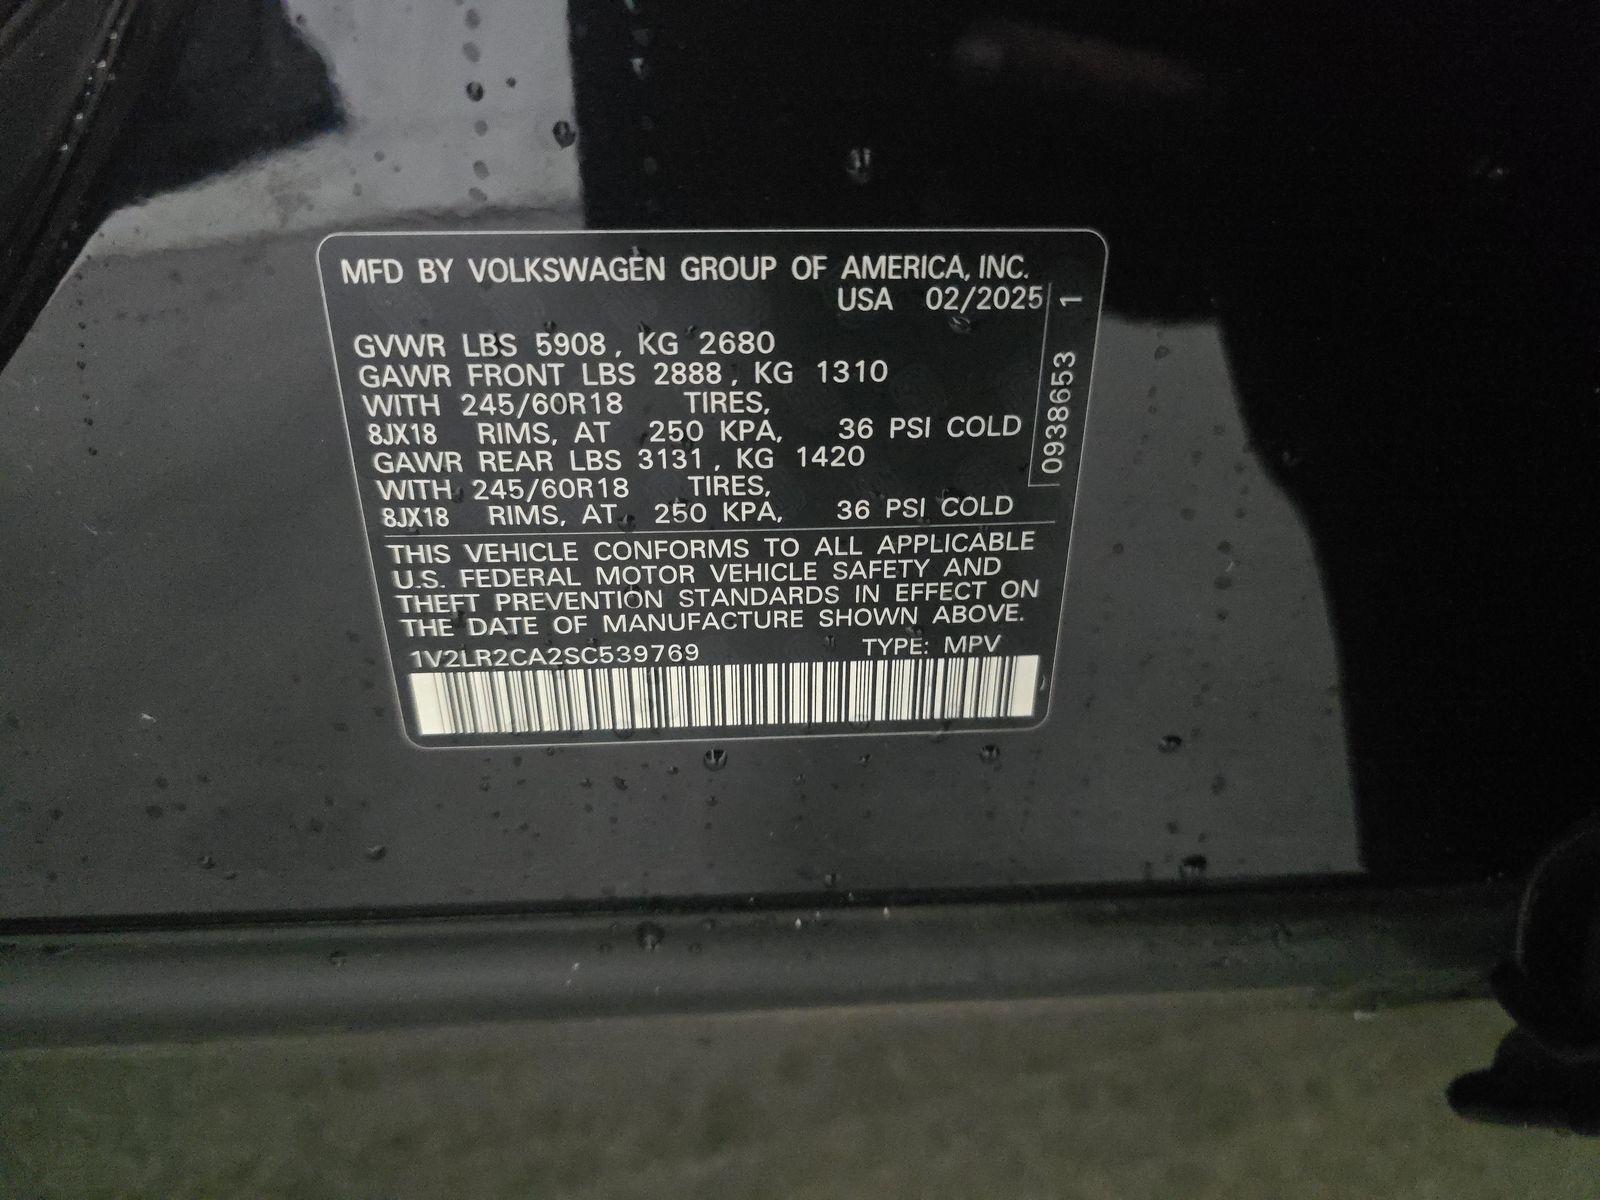 MFD BY VOLKSWAGEN GROUP OF AMERICA, INC.
USA 02/2025
GVWR LBS 5908, KG 2680
GAWR FRONT LBS 2888, KG 1310
WITH 245/60R18 TIRES,
8JX18 RIMS, AT 250 KPA, 36 PSI COLD
GAWR REAR LBS 3131, KG 1420
WITH 245/60R18 TIRES,
8JX18 RIMS, AT 250 KPA, 36 PSI COLD
THIS VEHICLE CONFORMS TO ALL APPLICABLE
U.S. FEDERAL MOTOR VEHICLE SAFETY AND
THEFT PREVENTION STANDARDS IN EFFECT ON
THE DATE OF MANUFACTURE SHOWN ABOVE.
1V2LR2CA2SC539769 TYPE: MPV
0938653 1